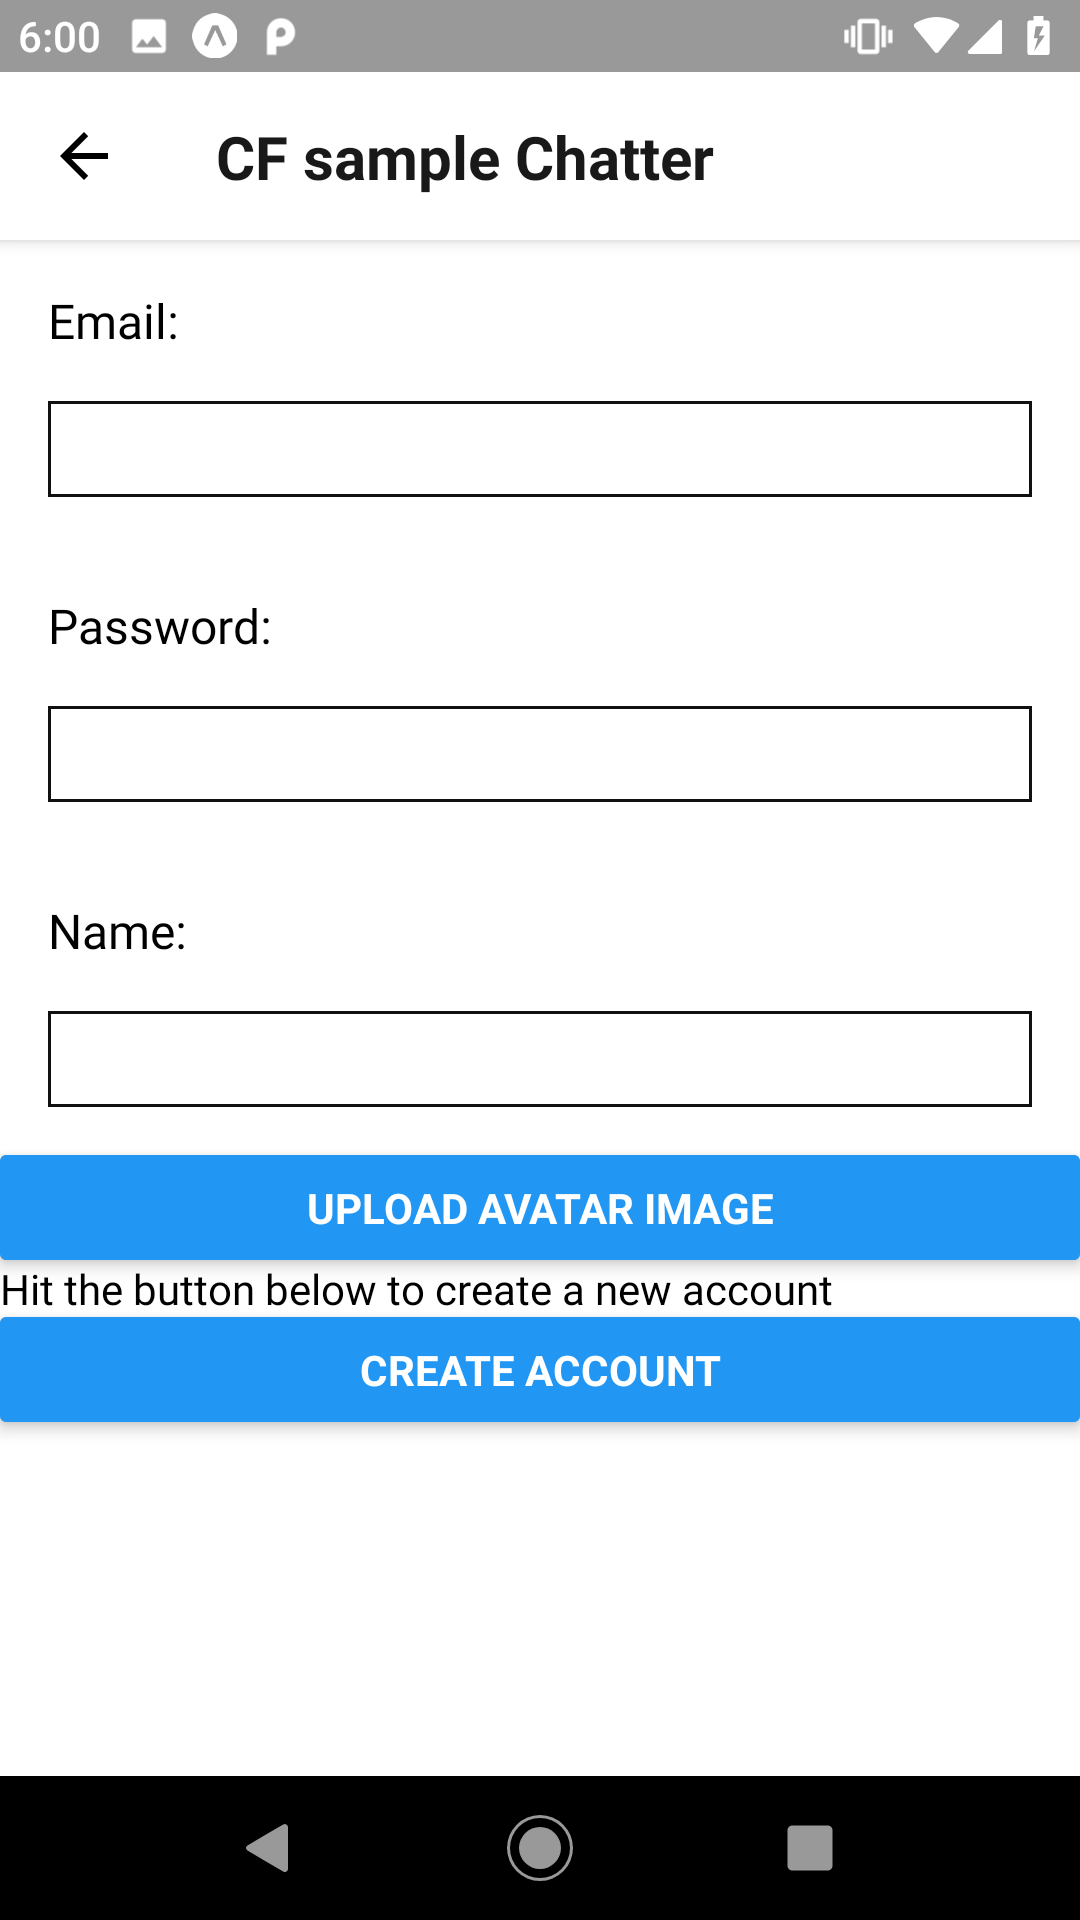 6:00
CF sample Chatter
Email:
Password:
Name:
UPLOAD AVATAR IMAGE
Hit the button below to create a new account
CREATE ACCOUNT